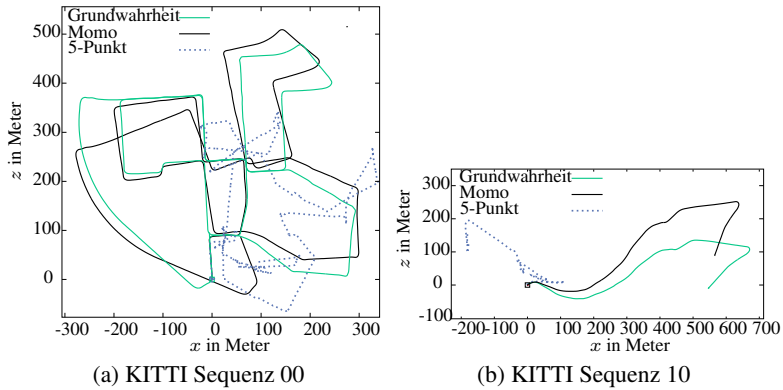 Grundwahrheit
Momo
5-Punkt
500
400
300
200
100
0
z in Meter
-300 -200 -100 0 100 200 300
x in Meter
(a) KITTI Sequenz 00
Grundwahrheit
Momo
5-Punkt
300
200
100
0
-100
z in Meter
-200 -100 0 100 200 300 400 500 600 700
x in Meter
(b) KITTI Sequenz 10